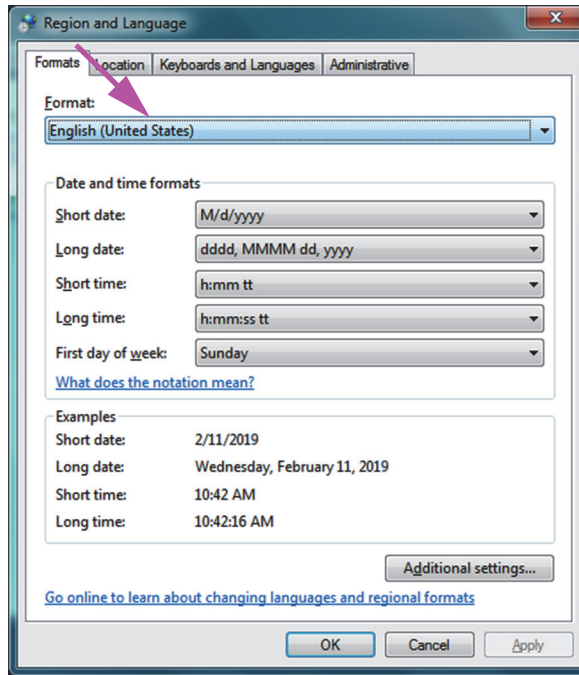 Region and Language
Formats Location Keyboards and Languages Administrative
Format:
English (United States)
Date and time formats
Short date: M/d/yyyy
Long date: dddd, MMMM dd, yyyy
Short time: h:mm tt
Long time: h:mm:ss tt
First day of week: Sunday
What does the notation mean?
Examples
Short date: 2/11/2019
Long date: Wednesday, February 11, 2019
Short time: 10:42 AM
Long time: 10:42:16 AM
Additional settings...
Go online to learn about changing languages and regional formats
OK Cancel Apply